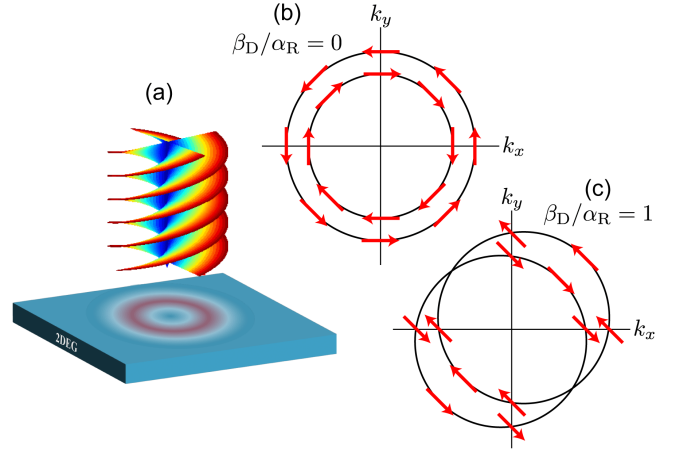 (b)
k_y
β_D/α_R = 0
(a)
k_x
(c)
k_y
β_D/α_R = 1
k_x
2DEG